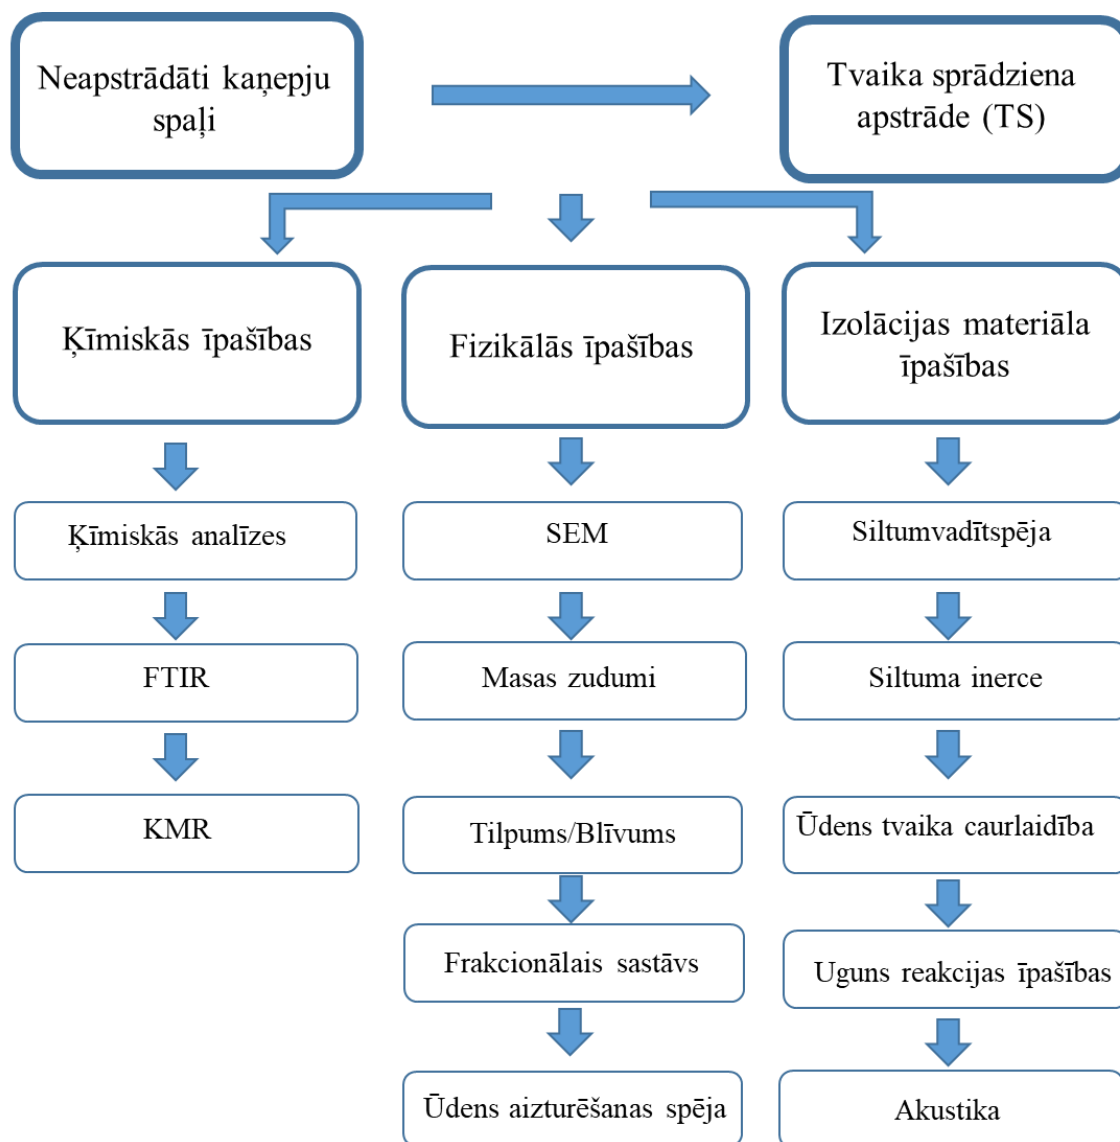 Neapstrādāti kaņepju
spaļi
Tvaika sprādziena
apstrāde (TS)
Ķīmiskās īpašības
Fizikālās īpašības
Izolācijas materiāla
īpašības
Ķīmiskās analīzes
SEM
Siltumvadītspēja
FTIR
Masas zudumi
Siltuma inerce
KMR
Tilpums/Blīvums
Ūdens tvaika caurlaidība
Frakcionālais sastāvs
Uguns reakcijas īpašības
Ūdens aizturēšanas spēja
Akustika